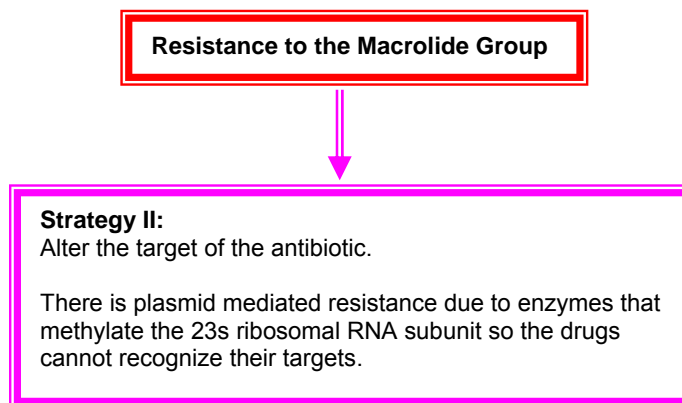 Resistance to the Macrolide Group
Strategy II:
Alter the target of the antibiotic.
There is plasmid mediated resistance due to enzymes that
methylate the 23s ribosomal RNA subunit so the drugs
cannot recognize their targets.